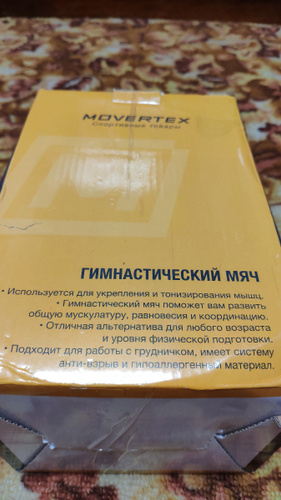 MOVERTEX
Спортивные товары
ГИМНАСТИЧЕСКИЙ МЯЧ
• Используется для укрепления и тонизирования мышц.
• Гимнастический мяч поможет вам развить
общую мускулатуру, равновесия и координацию.
• Отличная альтернатива для любого возраста
и уровня физической подготовки.
• Подходит для работы с грудничком, имеет систему
анти-взрыв и гипоаллергенный материал.